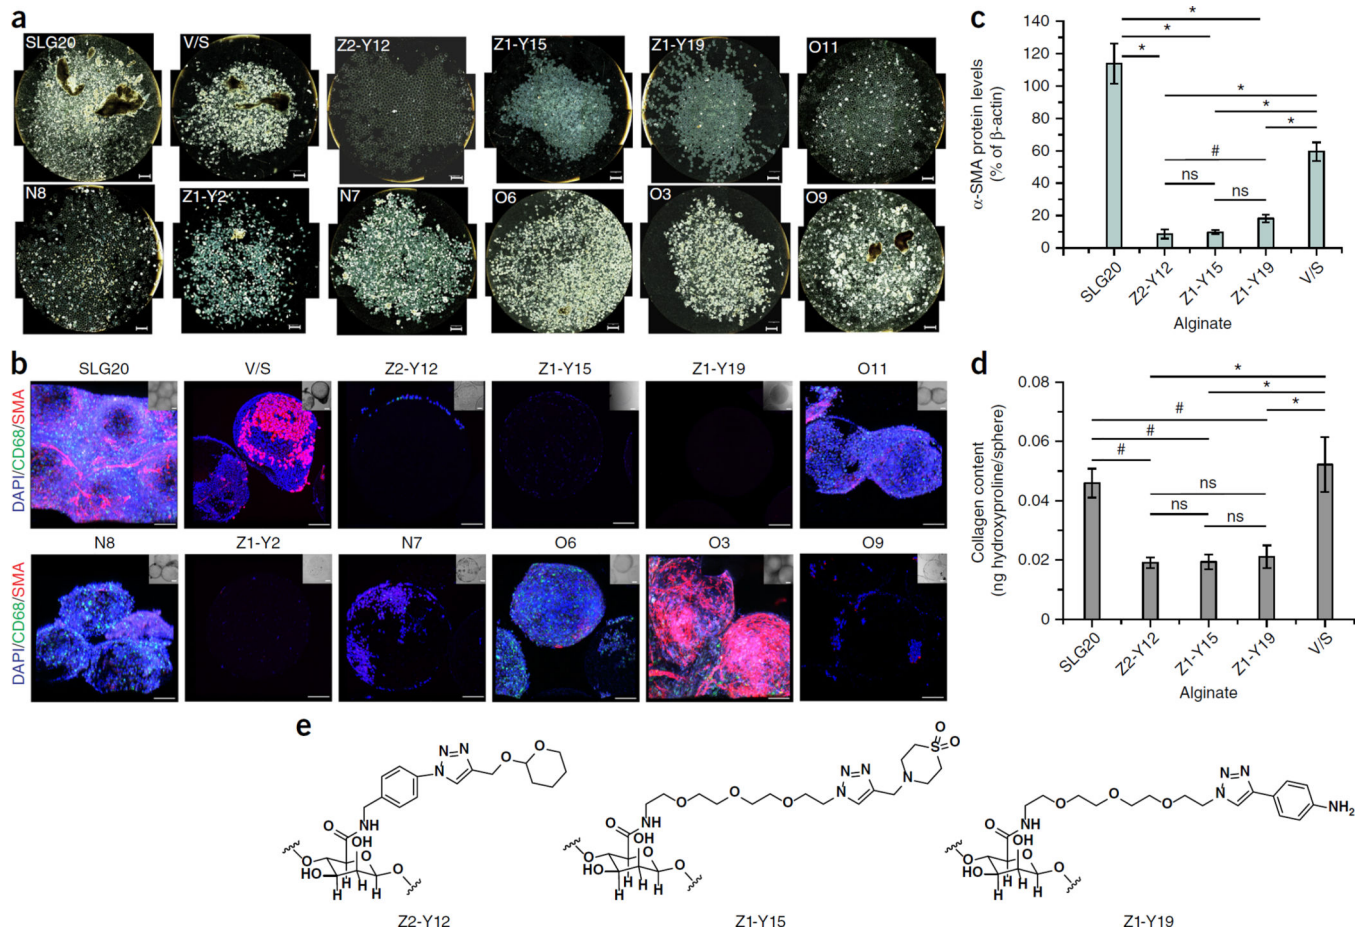 a
SLG20 V/S Z2-Y12 Z1-Y15 Z1-Y19 O11
N8 Z1-Y2 N7 O6 O3 O9
b
SLG20 V/S Z2-Y12 Z1-Y15 Z1-Y19 O11
DAPI/CD68/SMA
N8 Z1-Y2 N7 O6 O3 O9
DAPI/CD68/SMA
c
α-SMA protein levels
(% of β-actin)
140
120
100
80
60
40
20
0
* 
*
*
*
*
*
#
ns
ns
SLG20 Z2-Y12 Z1-Y15 Z1-Y19 V/S
Alginate
d
Collagen content
(ng hydroxyproline/sphere)
0.08
0.06
0.04
0.02
0
*
*
*
#
#
#
ns
ns
ns
SLG20 Z2-Y12 Z1-Y15 Z1-Y19 V/S
Alginate
e
N N N O O NH O OH O HO H H H O
Z2-Y12
O O S N N N N O O O NH O OH O HO H H H O
Z1-Y15
N N N NH2 O O O NH O OH O HO H H H O
Z1-Y19